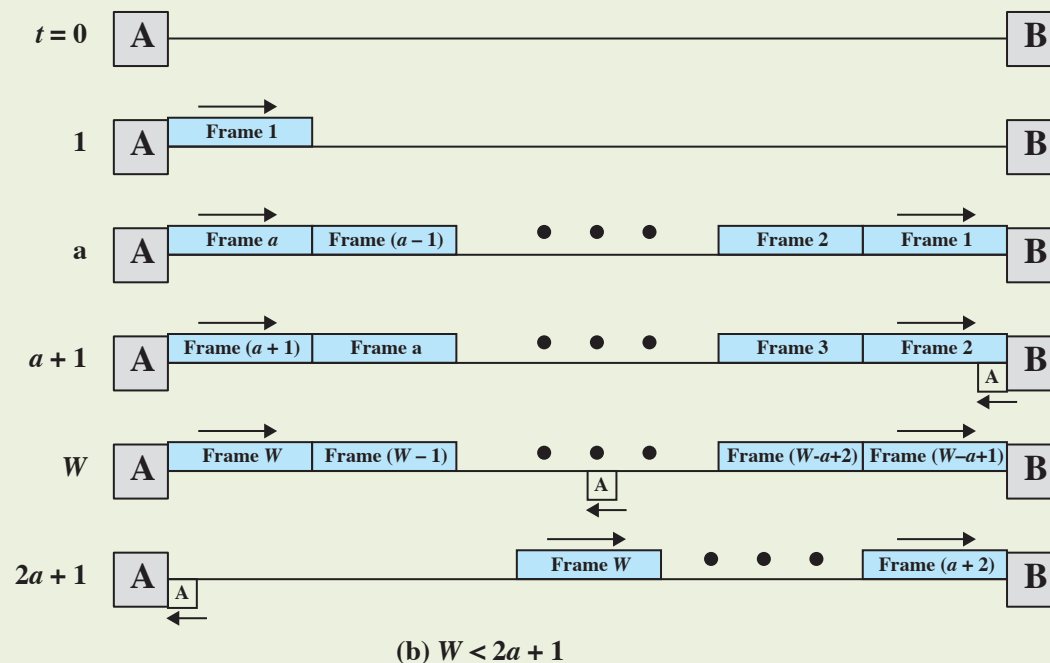 t = 0 A B
1 A Frame 1 B
a A Frame a Frame (a – 1) Frame 2 Frame 1 B
a + 1 A Frame (a + 1) Frame a Frame 3 Frame 2 B
A
W A Frame W Frame (W – 1) Frame (W-a+2) Frame (W–a+1) B
A
2a + 1 A Frame W Frame (a + 2) B
A
(b) W < 2a + 1